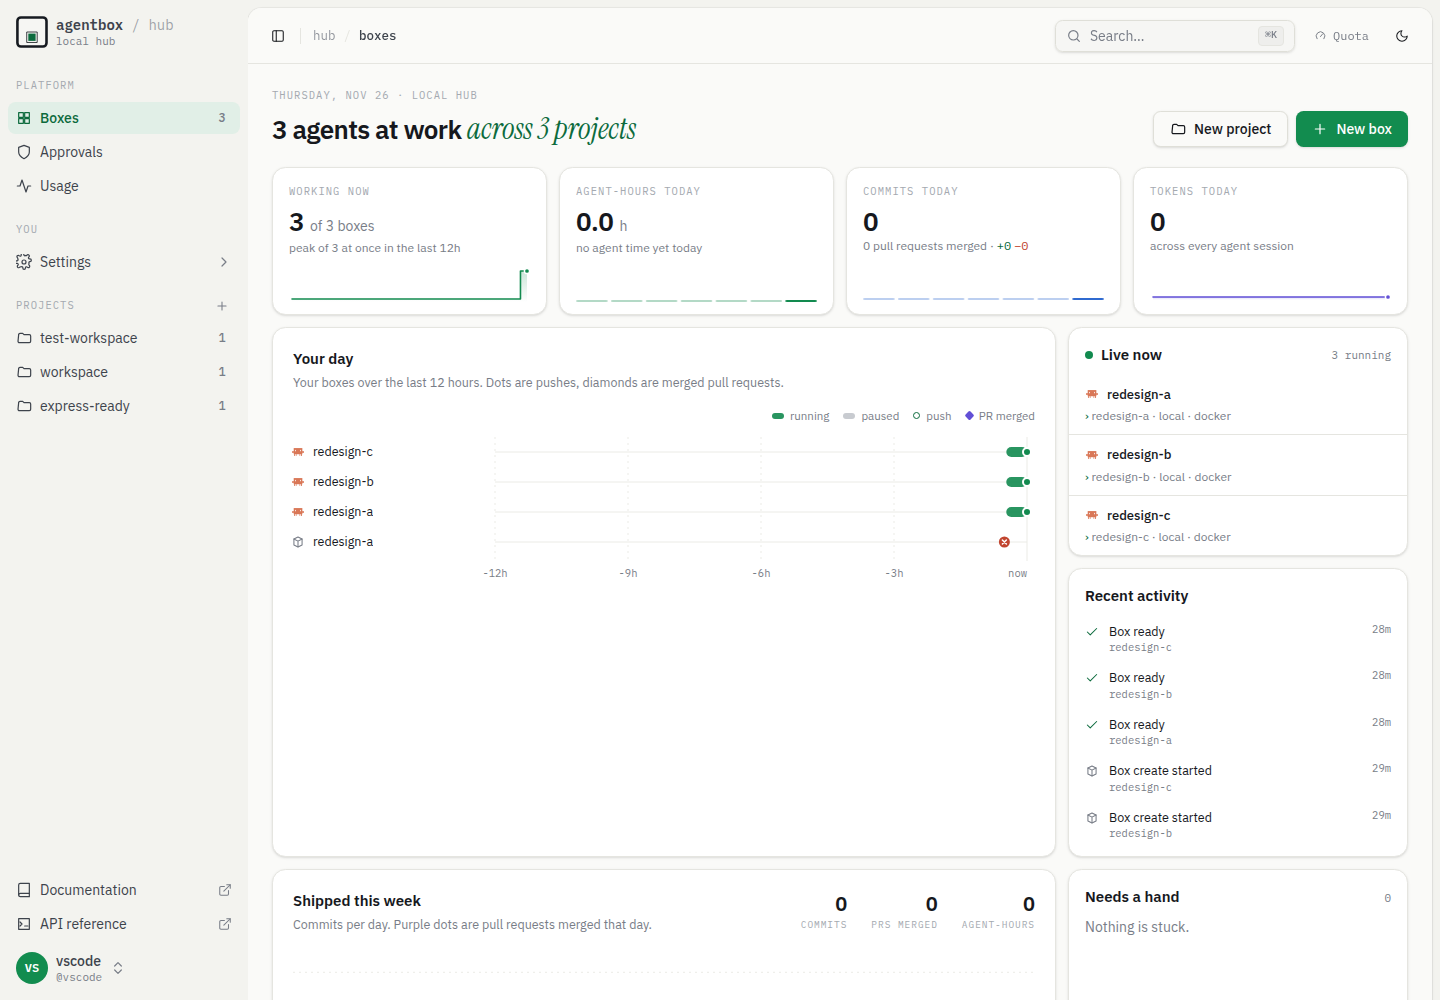 agentbox / hub
local hub
PLATFORM
Boxes 3
Approvals
Usage
YOU
Settings
PROJECTS
test-workspace 1
workspace 1
express-ready 1
Documentation
API reference
VS
vscode
@vscode
hub / boxes
Search... ⌘K
Quota
THURSDAY, NOV 26 · LOCAL HUB
3 agents at work across 3 projects
New project
New box
WORKING NOW
3 of 3 boxes
peak of 3 at once in the last 12h
AGENT-HOURS TODAY
0.0 h
no agent time yet today
COMMITS TODAY
0
0 pull requests merged · +0 −0
TOKENS TODAY
0
across every agent session
Your day
Your boxes over the last 12 hours. Dots are pushes, diamonds are merged pull requests.
running paused push PR merged
redesign-c
redesign-b
redesign-a
redesign-a
-12h -9h -6h -3h now
Live now 3 running
redesign-a
› redesign-a · local · docker
redesign-b
› redesign-b · local · docker
redesign-c
› redesign-c · local · docker
Recent activity
Box ready 28m
redesign-c
Box ready 28m
redesign-b
Box ready 28m
redesign-a
Box create started 29m
redesign-c
Box create started 29m
redesign-b
Shipped this week
Commits per day. Purple dots are pull requests merged that day.
0 0 0
COMMITS PRS MERGED AGENT-HOURS
Needs a hand 0
Nothing is stuck.